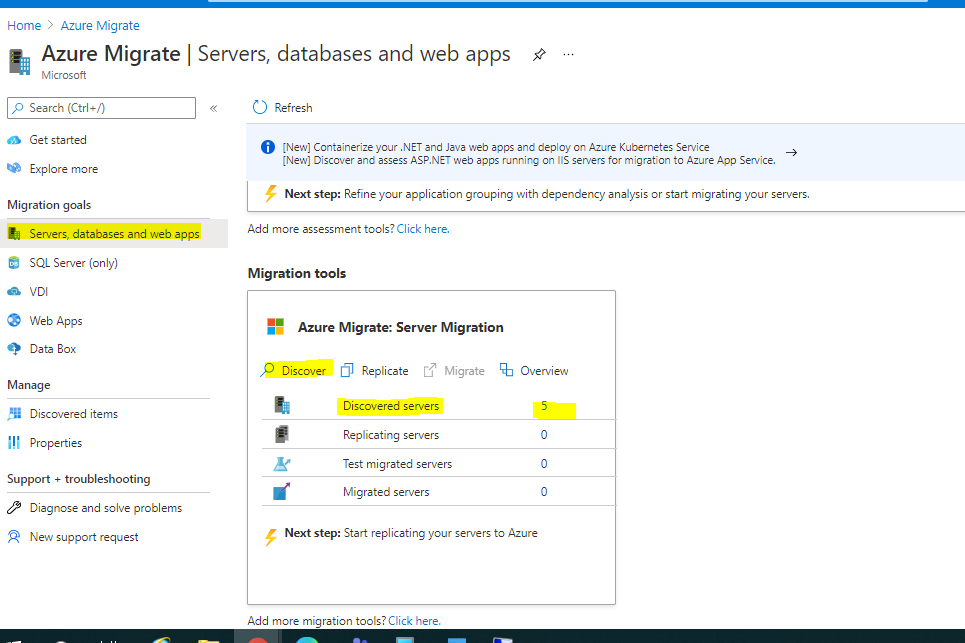 Home > Azure Migrate
Azure Migrate | Servers, databases and web apps ...
Microsoft
Search (Ctrl+/) «
Get started
Explore more
Migration goals
Servers, databases and web apps
SQL Server (only)
VDI
Web Apps
Data Box
Manage
Discovered items
Properties
Support + troubleshooting
Diagnose and solve problems
New support request
Refresh
[New] Containerize your .NET and Java web apps and deploy on Azure Kubernetes Service
[New] Discover and assess ASP.NET web apps running on IIS servers for migration to Azure App Service. →
Next step: Refine your application grouping with dependency analysis or start migrating your servers.
Add more assessment tools? Click here.
Migration tools
Azure Migrate: Server Migration
Discover Replicate Migrate Overview
Discovered servers 5
Replicating servers 0
Test migrated servers 0
Migrated servers 0
Next step: Start replicating your servers to Azure
Add more migration tools? Click here.